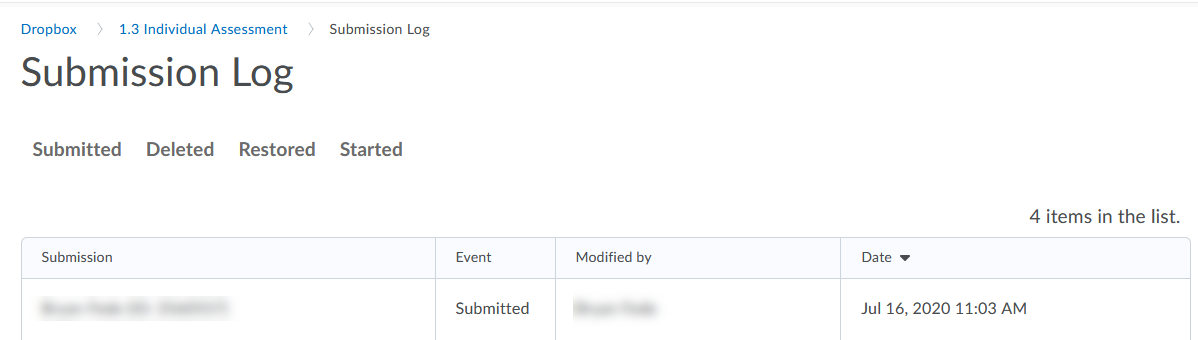 Dropbox > 1.3 Individual Assessment > Submission Log
Submission Log
Submitted Deleted Restored Started
4 items in the list.
Submission Event Modified by Date
Submitted Jul 16, 2020 11:03 AM